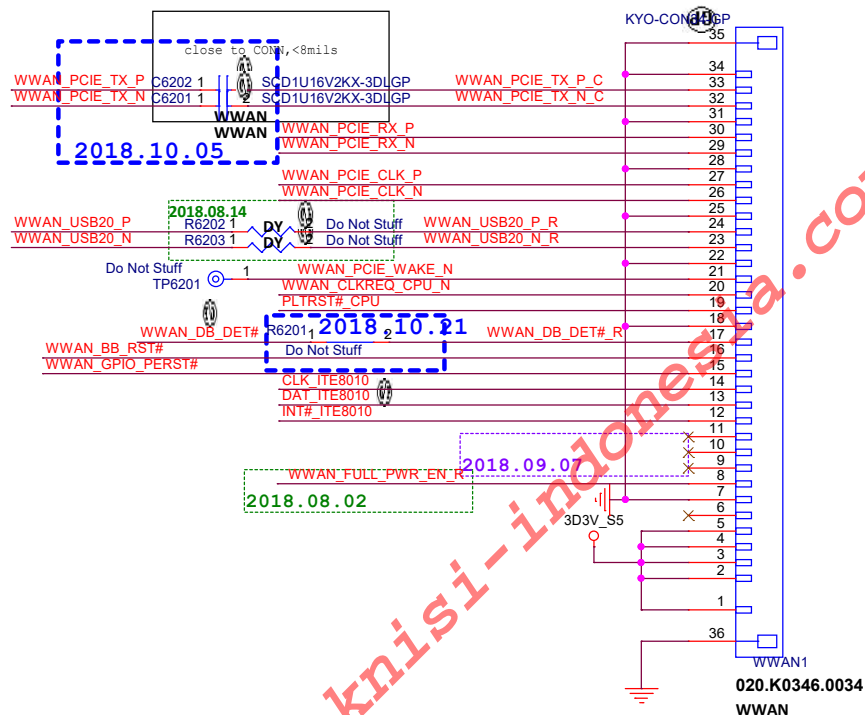 KYO-CON34-GP
35
close to CONN,<8mils
34
WWAN_PCIE_TX_P C6202 1 SCD1U16V2KX-3DLGP WWAN_PCIE_TX_P_C 33
WWAN_PCIE_TX_N C6201 1 2 SCD1U16V2KX-3DLGP WWAN_PCIE_TX_N_C 32
WWAN
31
WWAN
WWAN_PCIE_RX_P 30
2018.10.05 WWAN_PCIE_RX_N 29
28
WWAN_PCIE_CLK_P 27
WWAN_PCIE_CLK_N 26
2018.08.14 25
WWAN_USB20_P R6202 1 DY 2 Do Not Stuff WWAN_USB20_P_R 24
WWAN_USB20_N R6203 1 DY 2 Do Not Stuff WWAN_USB20_N_R 23
22
Do Not Stuff 1 WWAN_PCIE_WAKE_N 21
TP6201 WWAN_CLKREQ_CPU_N 20
PLTRST#_CPU 19
18
WWAN_DB_DET# R6201 1 2018.10.21 2 WWAN_DB_DET#_R 17
WWAN_BB_RST# Do Not Stuff 16
WWAN_GPIO_PERST# 15
CLK_ITE8010 14
DAT_ITE8010 13
INT#_ITE8010 12
11
10
2018.09.07 9
WWAN_FULL_PWR_EN_R 8
2018.08.02 7
6
3D3V_S5 5
4
3
2
1
36
WWAN1
020.K0346.0034
WWAN
knisi-indonesia.co